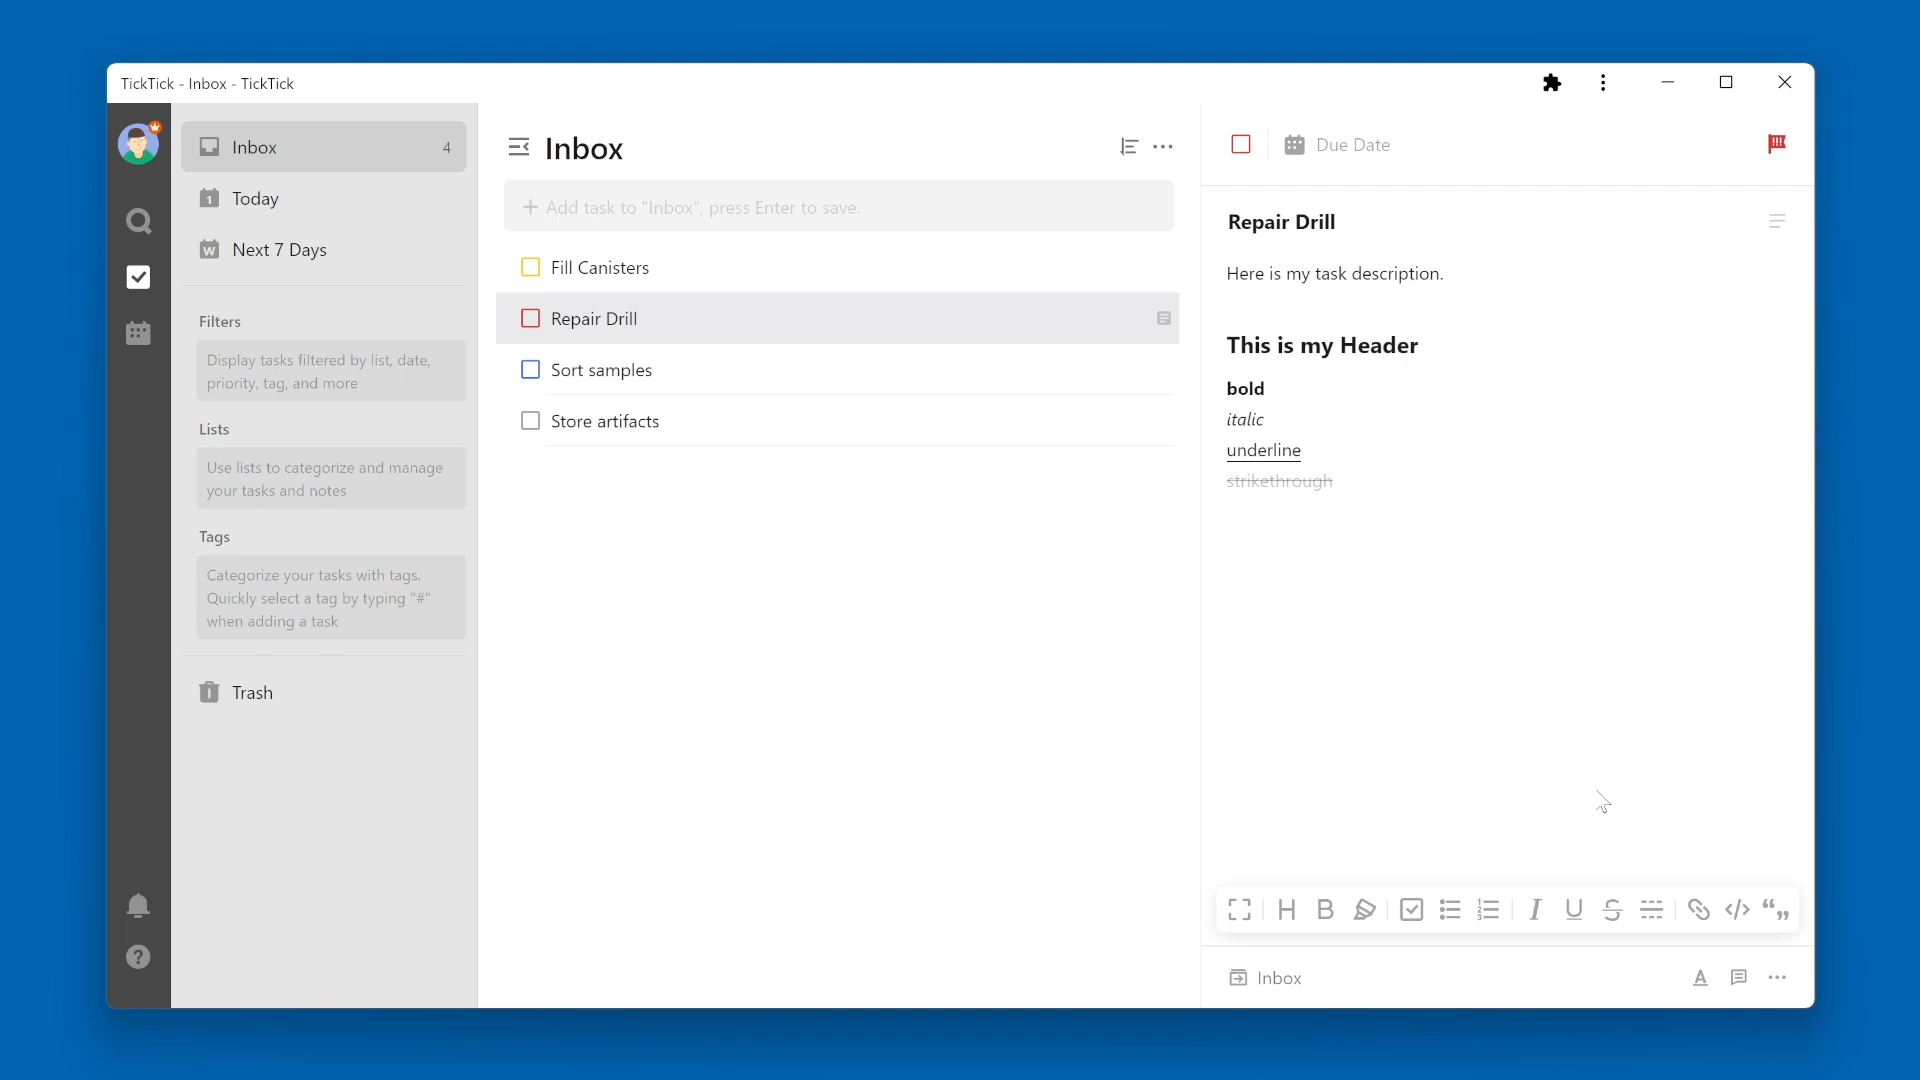 TickTick - Inbox - TickTick
Inbox 4
1 Today
W Next 7 Days
Filters
Display tasks filtered by list, date,
priority, tag, and more
Lists
Use lists to categorize and manage
your tasks and notes
Tags
Categorize your tasks with tags.
Quickly select a tag by typing "#"
when adding a task
Trash
?
Inbox
+ Add task to "Inbox", press Enter to save.
Fill Canisters
Repair Drill
Sort samples
Store artifacts
Due Date
Repair Drill
Here is my task description.
This is my Header
bold
italic
underline
strikethrough
H B 1 2 3 I U S </> “„
Inbox A